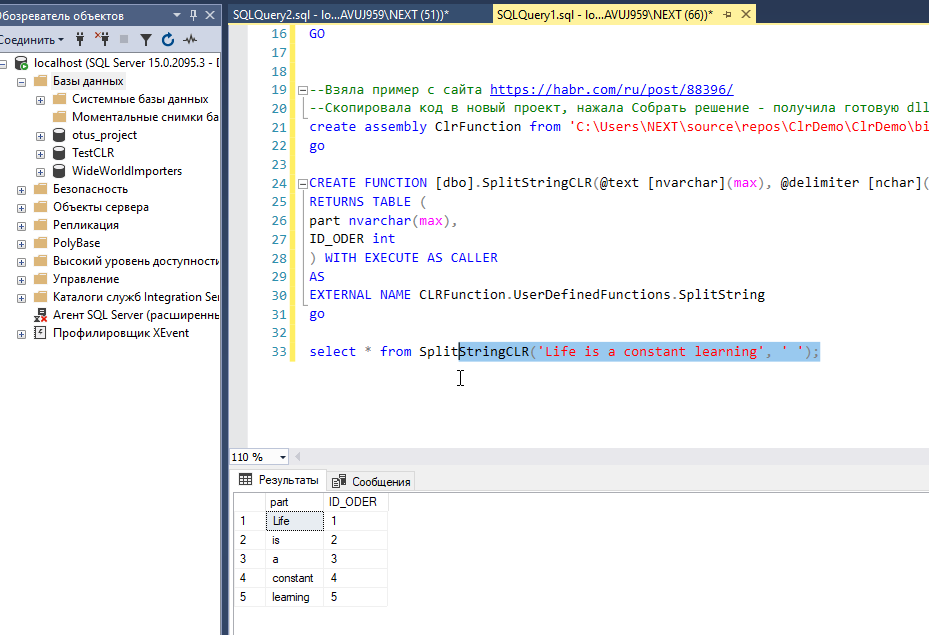 Обозреватель объектов
SQLQuery2.sql - lo...AVUJ959\NEXT (51))*
SQLQuery1.sql - lo...AVUJ959\NEXT (66))*
Соединить
localhost (SQL Server 15.0.2095.3 -
Базы данных
Системные базы данных
Моментальные снимки ба
otus_project
TestCLR
WideWorldImporters
Безопасность
Объекты сервера
Репликация
PolyBase
Высокий уровень доступности
Управление
Каталоги служб Integration Se
Агент SQL Server (расширенны
Профилировщик XEvent
16 GO
17
18
19 --Взяла пример с сайта https://habr.com/ru/post/88396/
20 --Скопировала код в новый проект, нажала Собрать решение - получила готовую dll
21 create assembly ClrFunction from 'C:\Users\NEXT\source\repos\ClrDemo\ClrDemo\bi
22 go
23
24 CREATE FUNCTION [dbo].SplitStringCLR(@text [nvarchar](max), @delimiter [nchar](
25 RETURNS TABLE (
26 part nvarchar(max),
27 ID_ODER int
28 ) WITH EXECUTE AS CALLER
29 AS
30 EXTERNAL NAME CLRFunction.UserDefinedFunctions.SplitString
31 go
32
33 select * from SplitStringCLR('Life is a constant learning', ' ');
110 %
Результаты Сообщения
part ID_ODER
1 Life 1
2 is 2
3 a 3
4 constant 4
5 learning 5